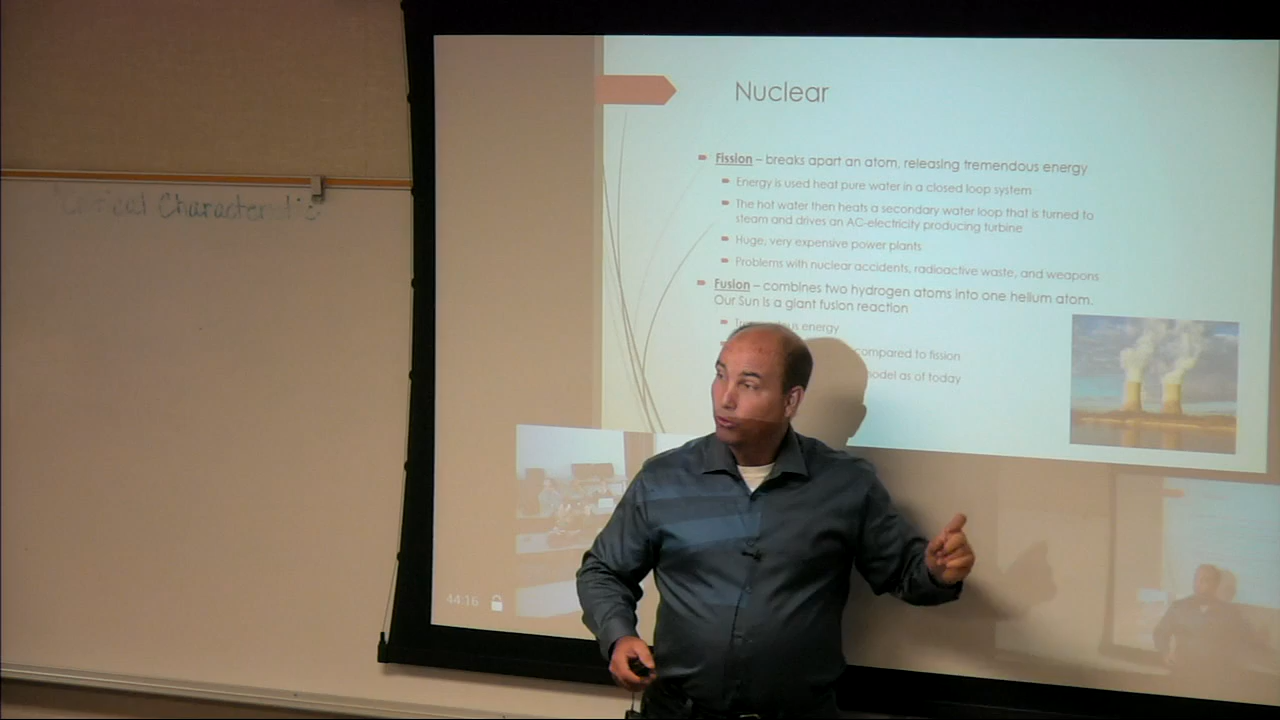 Critical Characteristic
Nuclear
Fission – breaks apart an atom, releasing tremendous energy
Energy is used heat pure water in a closed loop system
The hot water then heats a secondary water loop that is turned to
steam and drives an AC-electricity producing turbine
Huge, very expensive power plants
Problems with nuclear accidents, radioactive waste, and weapons
Fusion – combines two hydrogen atoms into one helium atom.
Our Sun is a giant fusion reaction
energy
compared to fission
model as of today
44:16